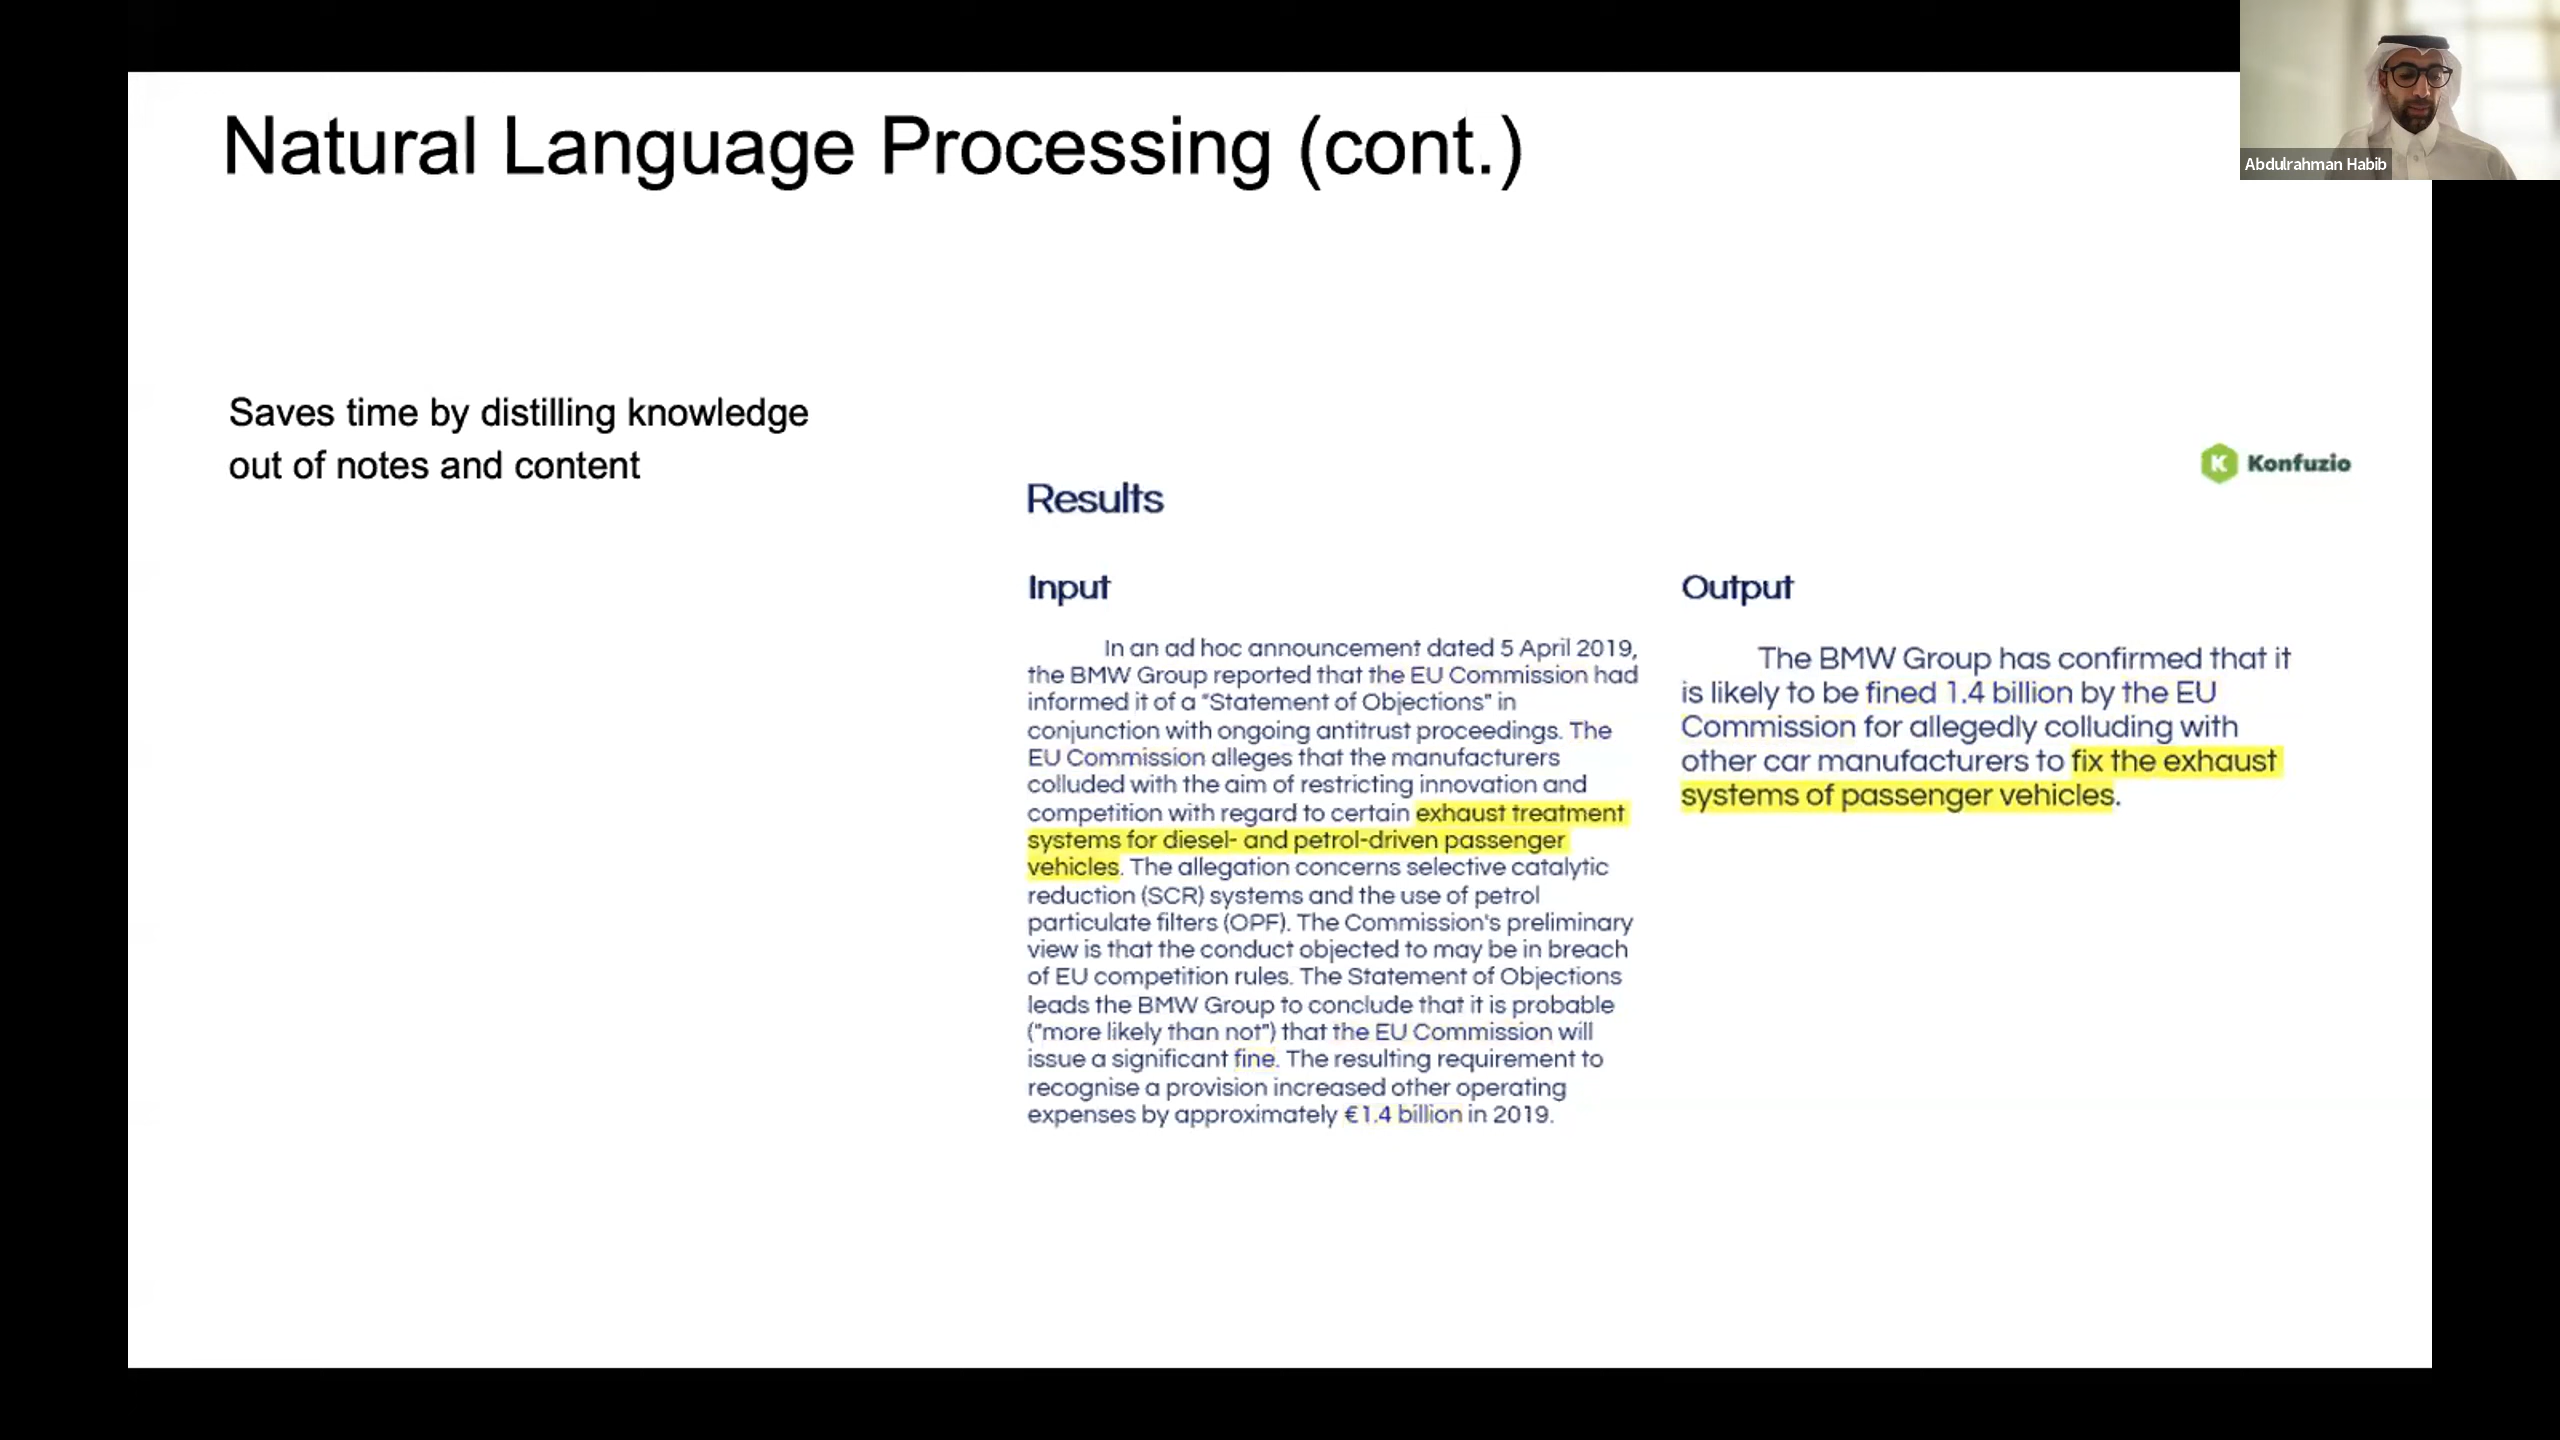 Natural Language Processing (cont.)
Abdulrahman Habib
Saves time by distilling knowledge
out of notes and content
K Konfuzio
Results
Input
In an ad hoc announcement dated 5 April 2019,
the BMW Group reported that the EU Commission had
informed it of a "Statement of Objections" in
conjunction with ongoing antitrust proceedings. The
EU Commission alleges that the manufacturers
colluded with the aim of restricting innovation and
competition with regard to certain exhaust treatment
systems for diesel- and petrol-driven passenger
vehicles. The allegation concerns selective catalytic
reduction (SCR) systems and the use of petrol
particulate filters (OPF). The Commission's preliminary
view is that the conduct objected to may be in breach
of EU competition rules. The Statement of Objections
leads the BMW Group to conclude that it is probable
("more likely than not") that the EU Commission will
issue a significant fine. The resulting requirement to
recognise a provision increased other operating
expenses by approximately €1.4 billion in 2019.
Output
The BMW Group has confirmed that it
is likely to be fined 1.4 billion by the EU
Commission for allegedly colluding with
other car manufacturers to fix the exhaust
systems of passenger vehicles.